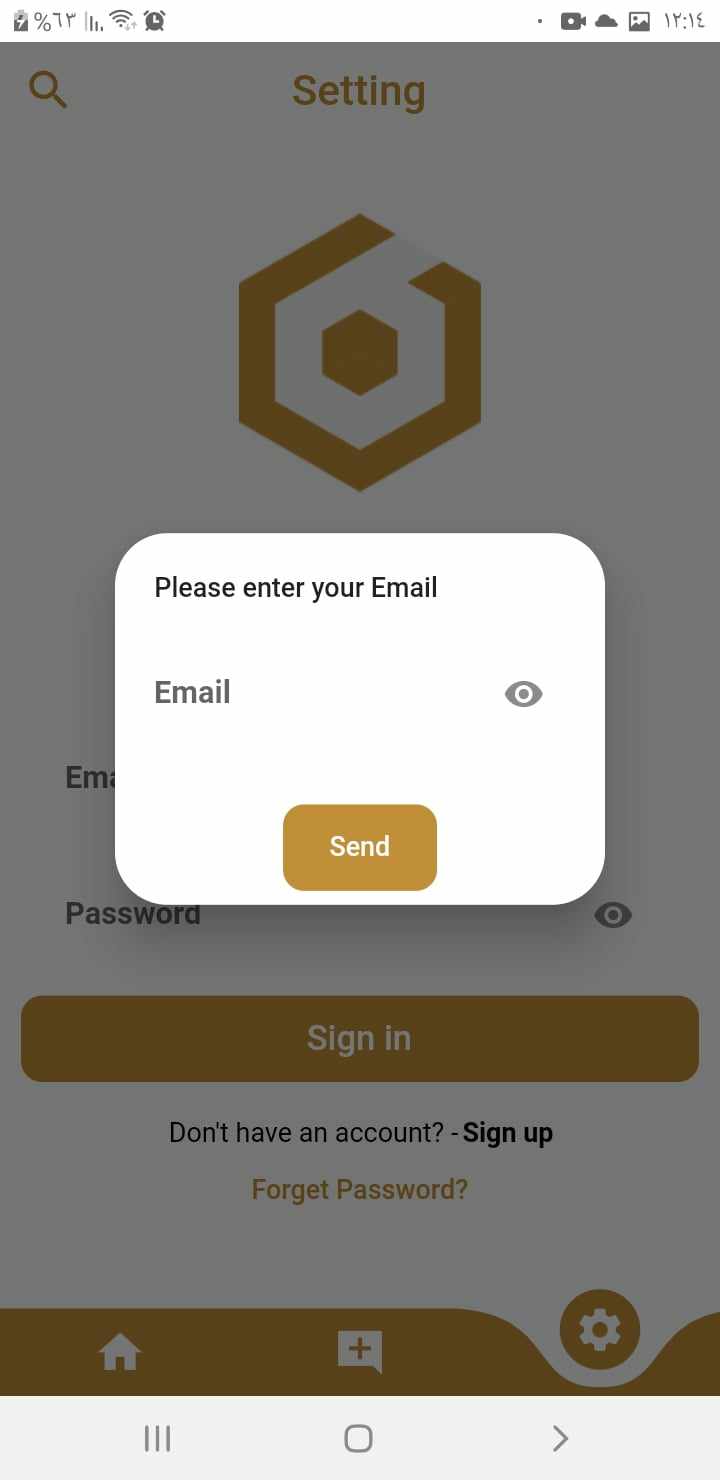 %٦٣ ١٢:١٤
Setting
Please enter your Email
Email
Ema
Send
Password
Sign in
Don't have an account? - Sign up
Forget Password?